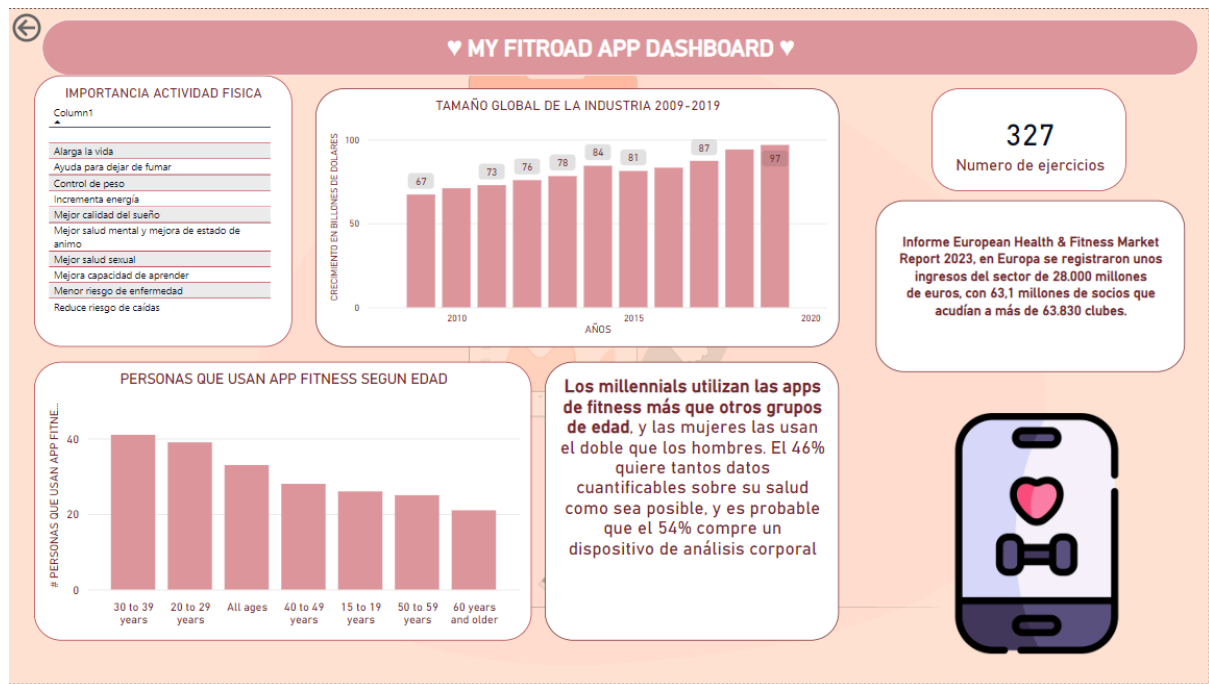 ♥ MY FITROAD APP DASHBOARD ♥
IMPORTANCIA ACTIVIDAD FISICA
Column1
Alarga la vida
Ayuda para dejar de fumar
Control de peso
Incrementa energía
Mejor calidad del sueño
Mejor salud mental y mejora de estado de
animo
Mejor salud sexual
Mejora capacidad de aprender
Menor riesgo de enfermedad
Reduce riesgo de caídas
TAMAÑO GLOBAL DE LA INDUSTRIA 2009-2019
CRECIMIENTO EN BILLONES DE DOLARES
100
50
0
67
73
76
78
84
81
87
97
2010
2015
2020
AÑOS
327
Numero de ejercicios
Informe European Health & Fitness Market
Report 2023, en Europa se registraron unos
ingresos del sector de 28.000 millones
de euros, con 63,1 millones de socios que
acudían a más de 63.830 clubes.
PERSONAS QUE USAN APP FITNESS SEGUN EDAD
# PERSONAS QUE USAN APP FITNE...
40
20
0
30 to 39
years
20 to 29
years
All ages
40 to 49
years
15 to 19
years
50 to 59
years
60 years
and older
Los millennials utilizan las apps
de fitness más que otros grupos
de edad, y las mujeres las usan
el doble que los hombres. El 46%
quiere tantos datos
cuantificables sobre su salud
como sea posible, y es probable
que el 54% compre un
dispositivo de análisis corporal